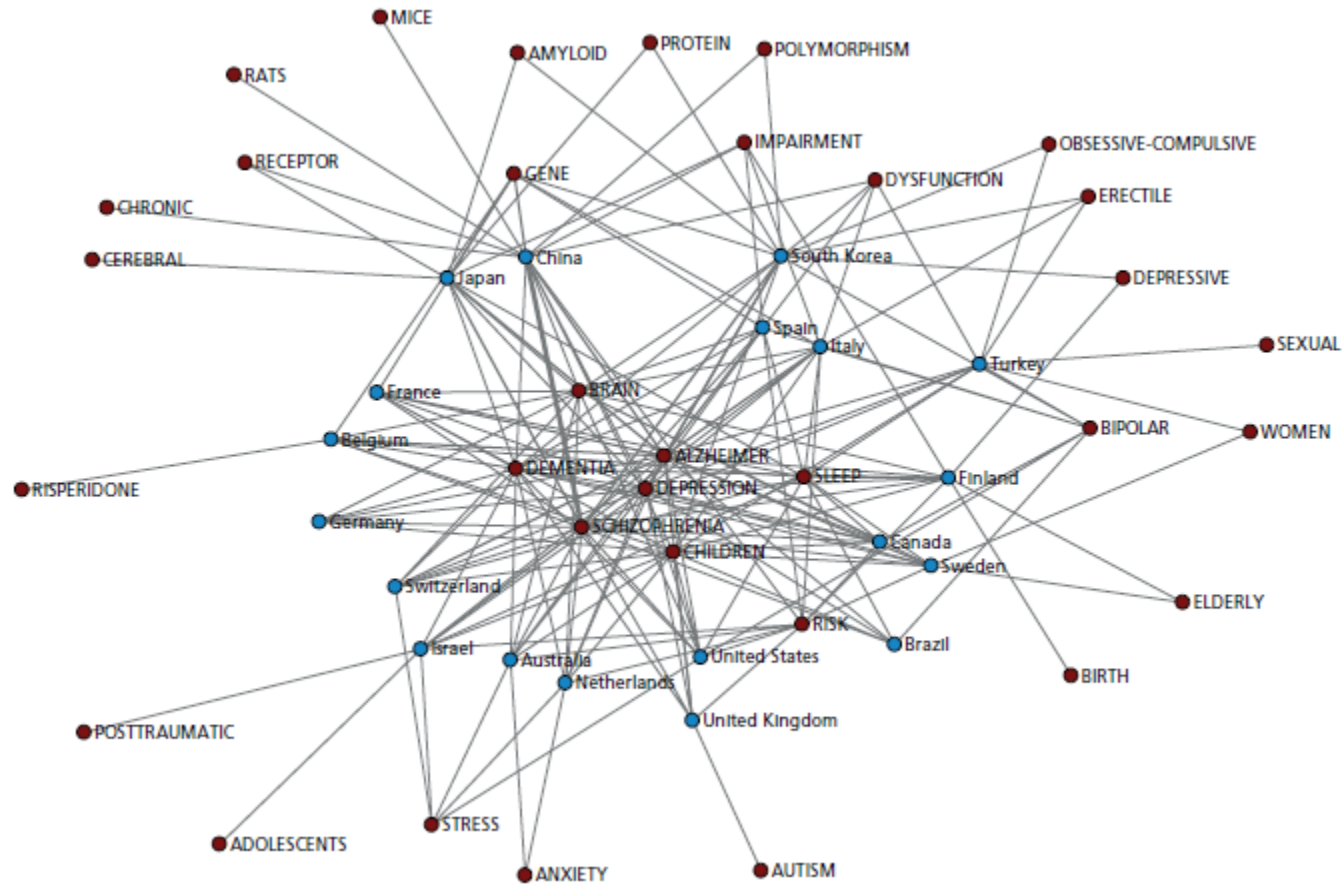 MICE
AMYLOID
PROTEIN
POLYMORPHISM
RATS
IMPAIRMENT
OBSESSIVE-COMPULSIVE
RECEPTOR
GENE
DYSFUNCTION
ERECTILE
CHRONIC
CEREBRAL
China
South Korea
Japan
DEPRESSIVE
Spain
Italy
SEXUAL
Turkey
France
BRAIN
BIPOLAR
WOMEN
Belgium
ALZHEIMER
DEMENTIA
SLEEP
Finland
RISPERIDONE
DEPRESSION
Germany
SCHIZOPHRENIA
Canada
CHILDREN
Sweden
Switzerland
ELDERLY
RISK
Israel
Brazil
Australia
United States
BIRTH
Netherlands
United Kingdom
POSTTRAUMATIC
STRESS
ADOLESCENTS
ANXIETY
AUTISM